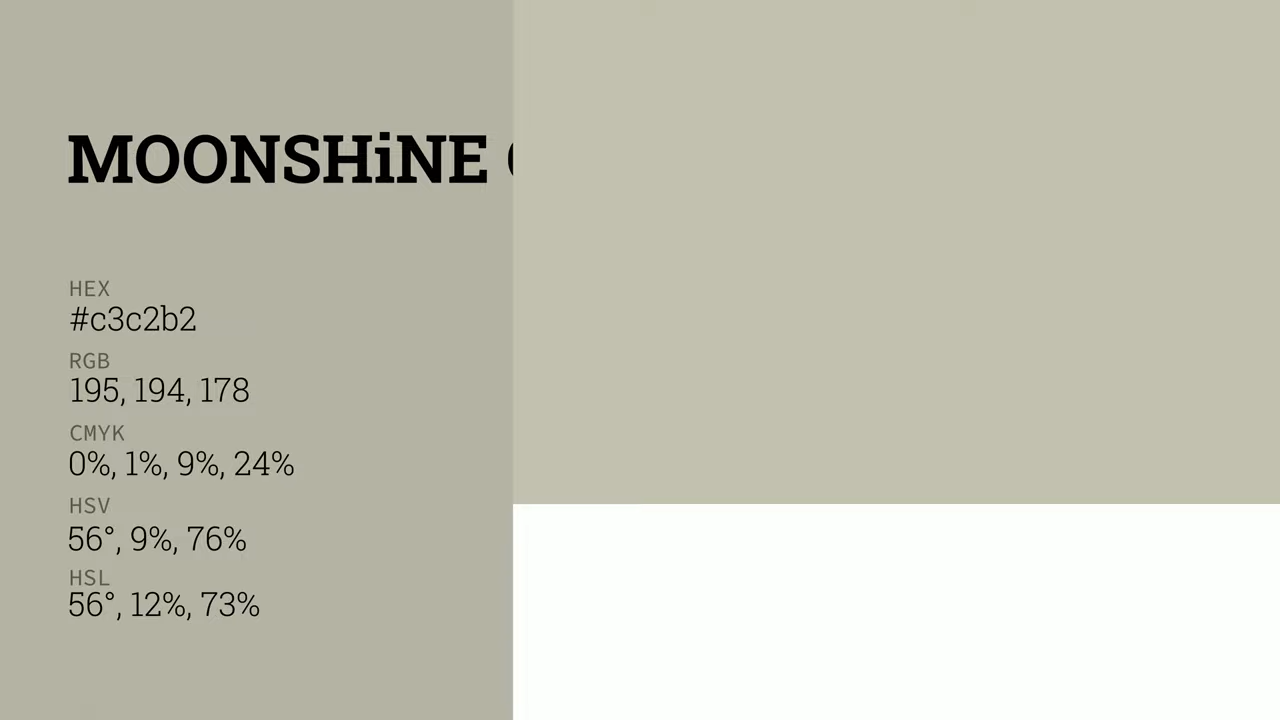 MOONSHiNE
HEX
#c3c2b2
RGB
195, 194, 178
CMYK
0%, 1%, 9%, 24%
HSV
56°, 9%, 76%
HSL
56°, 12%, 73%